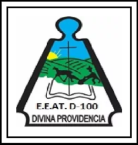 E.E.AT. D-100
DIVINA PROVIDENCIA